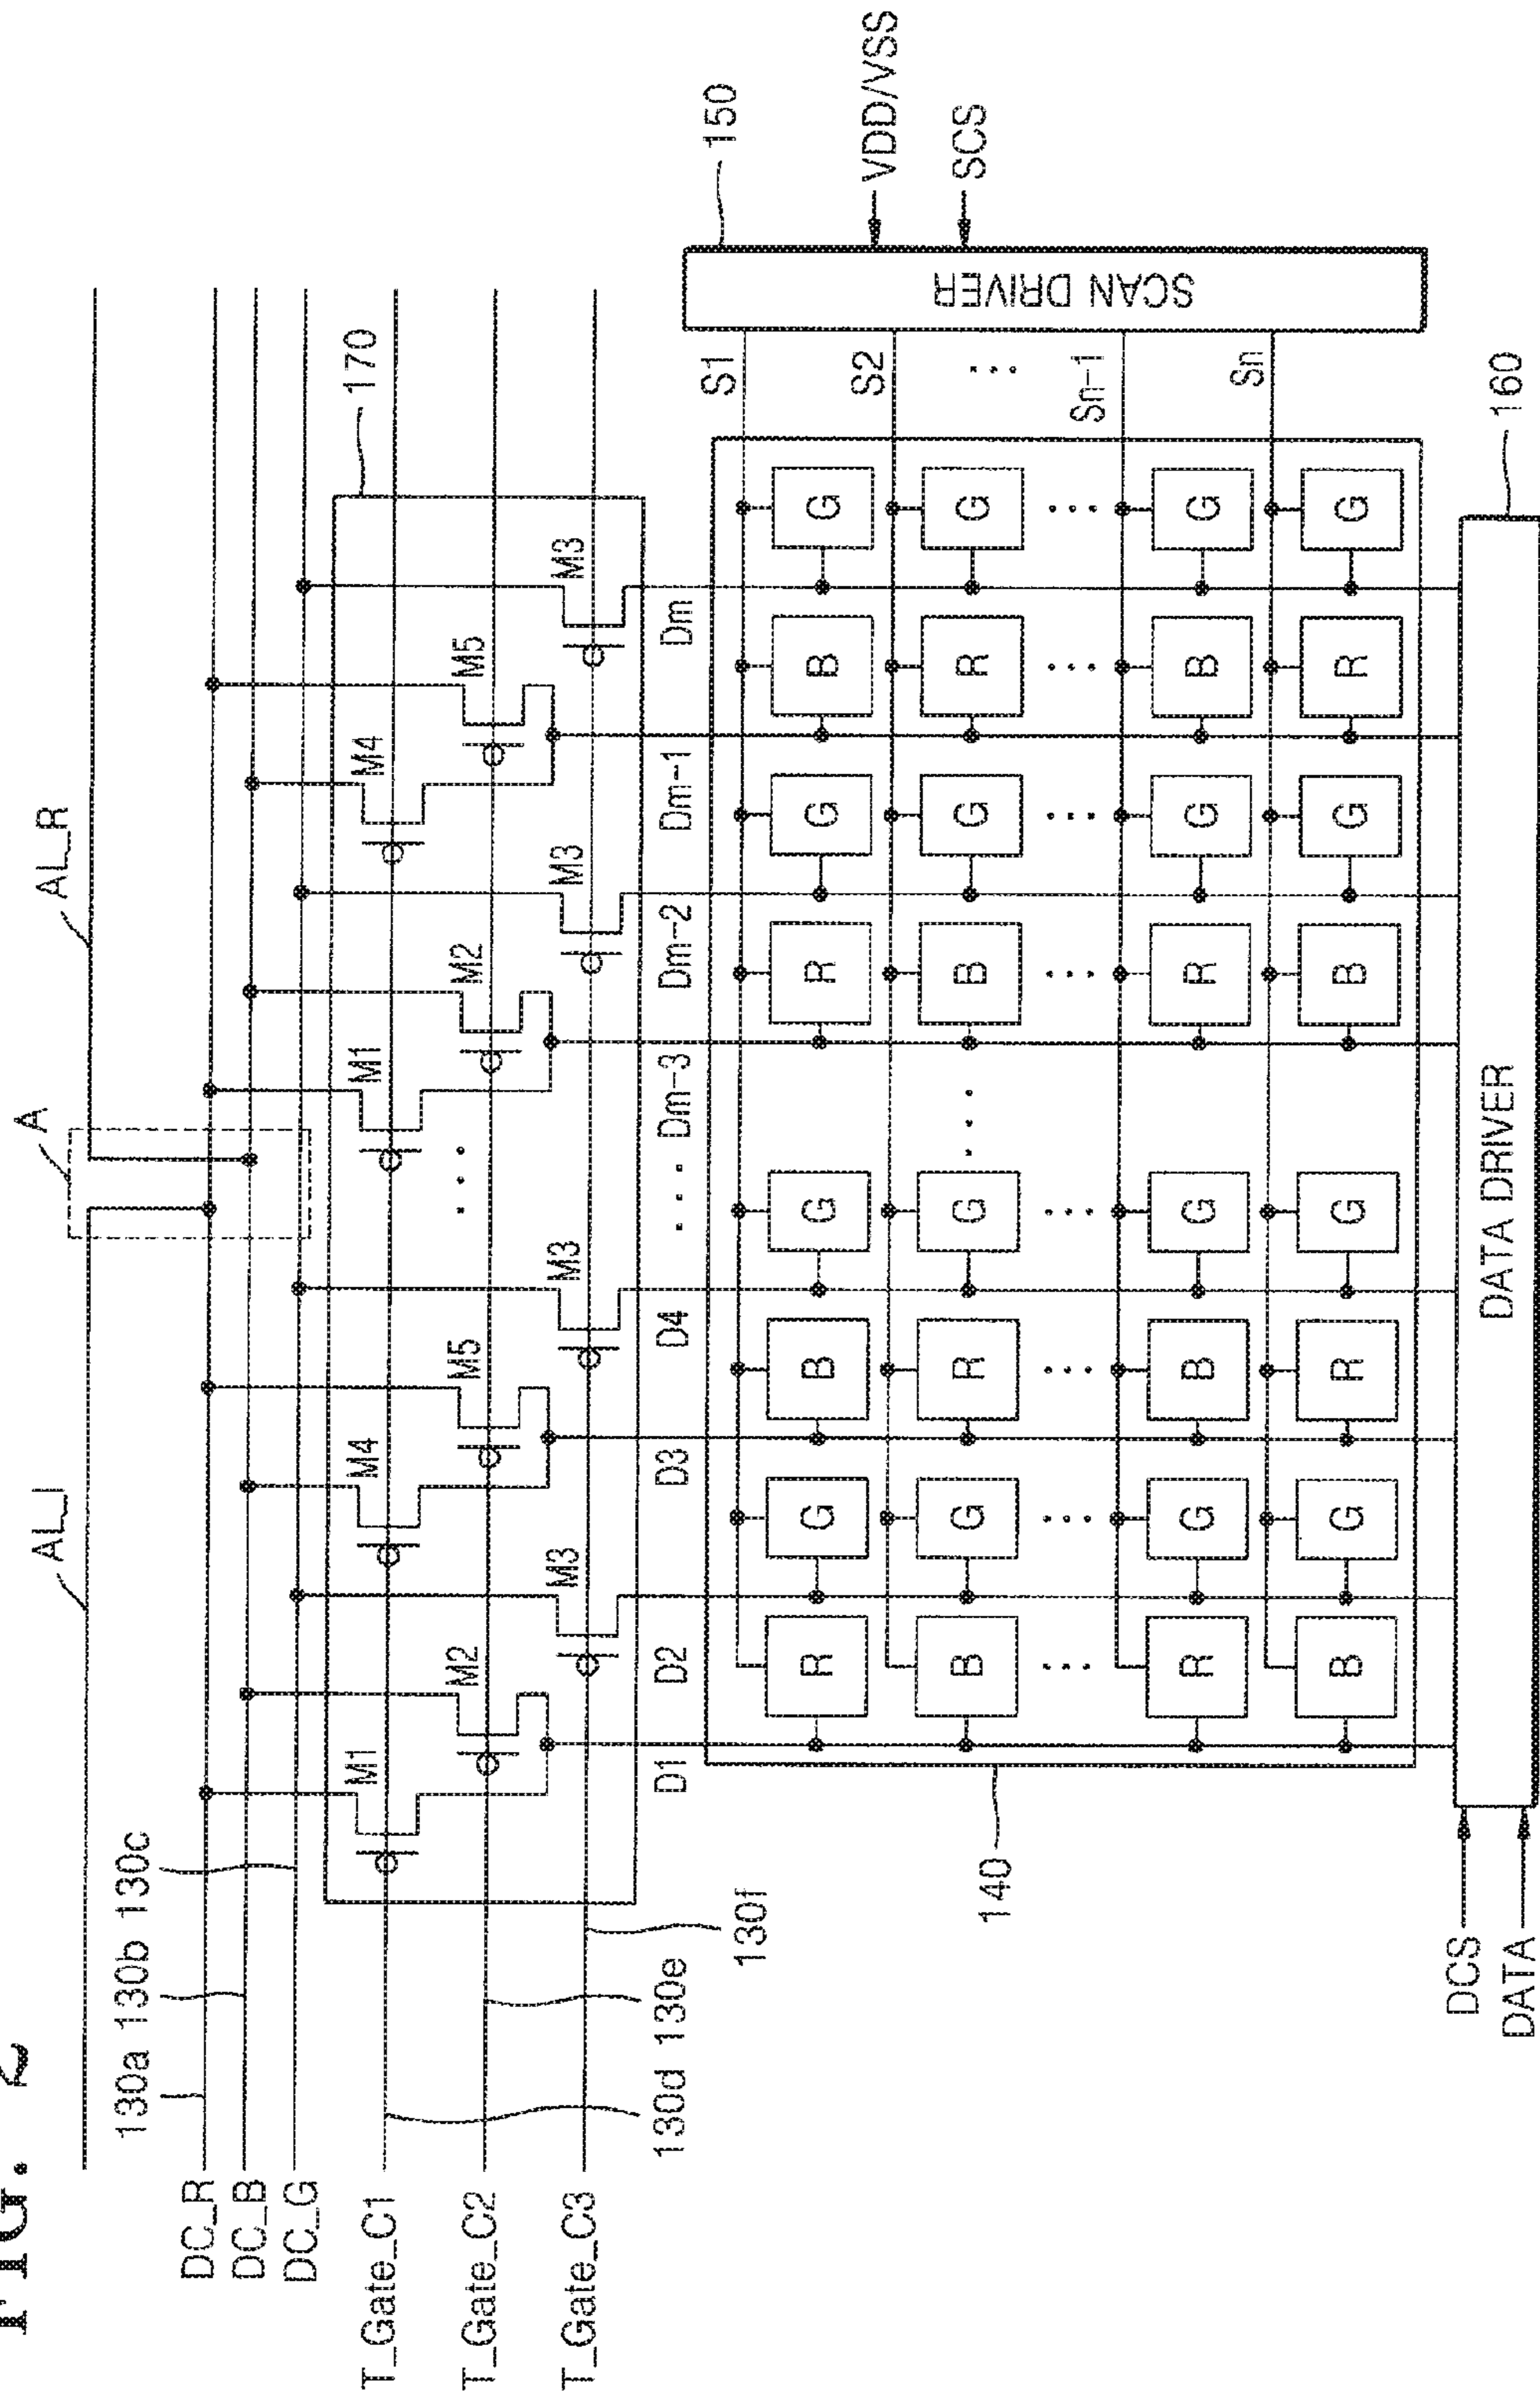 FIG. 2
AL_l
A
AL_R
130a 130b 130c
DC_R
DC_B
DC_G
170
T_Gate_C1
M1 M4 M1 M4
T_Gate_C2
M2 M5 . . . M2 M5
T_Gate_C3
M3 M3 M3 M3
130d 130e 130f
D1 D2 D3 D4 . . . Dm-3 Dm-2 Dm-1 Dm
150
S1
R G B G R G B G
VDD/VSS
S2
B G R G . . . B G R G
SCS
SCAN DRIVER
. . .
140
Sn-1
R G B G R G B G
Sn
B G R G B G R G
160
DCS
DATA
DATA DRIVER